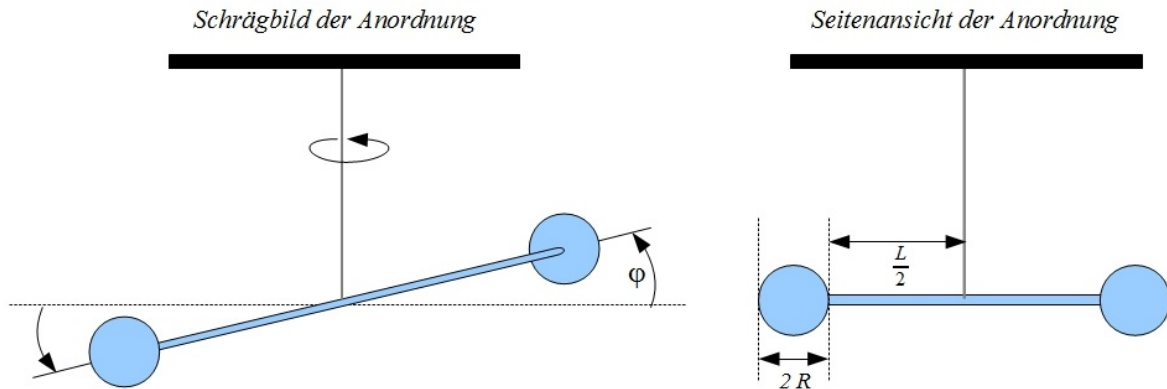 Schrägbild der Anordnung
Seitenansicht der Anordnung
φ
L
2
2 R